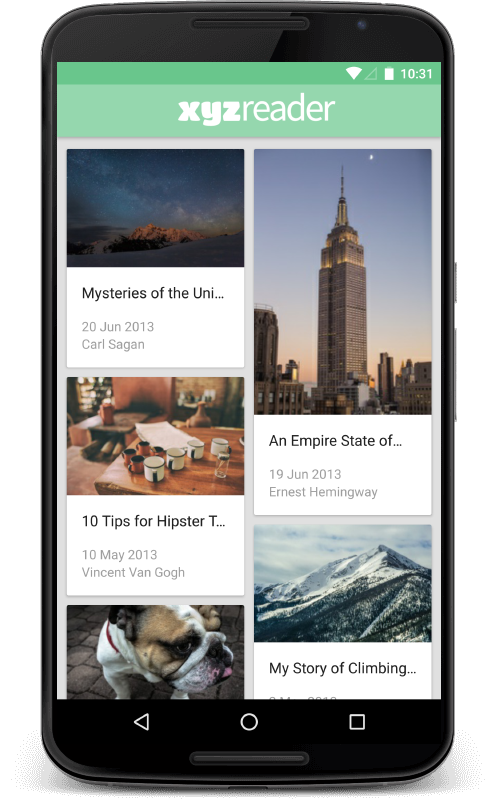 10:31
xyzreader
Mysteries of the Uni...
20 Jun 2013
Carl Sagan
An Empire State of...
19 Jun 2013
Ernest Hemingway
10 Tips for Hipster T...
10 May 2013
Vincent Van Gogh
My Story of Climbing...